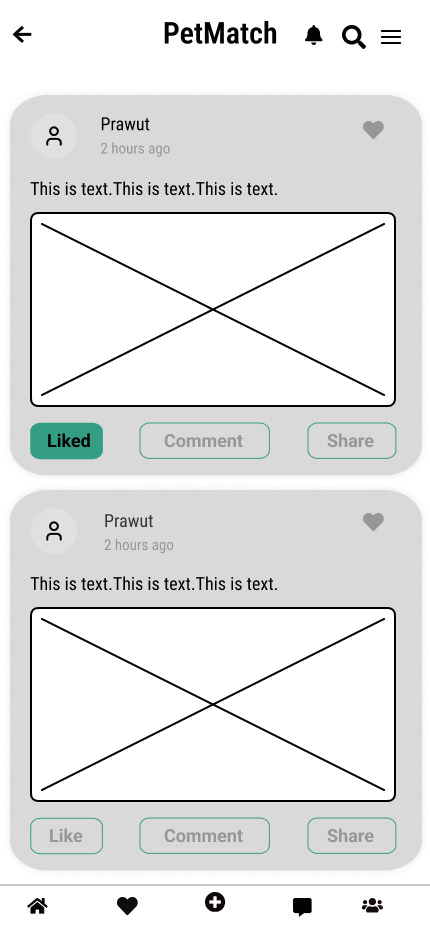 PetMatch
Prawut
2 hours ago
This is text.This is text.This is text.
Liked
Comment
Share
Prawut
2 hours ago
This is text.This is text.This is text.
Like
Comment
Share